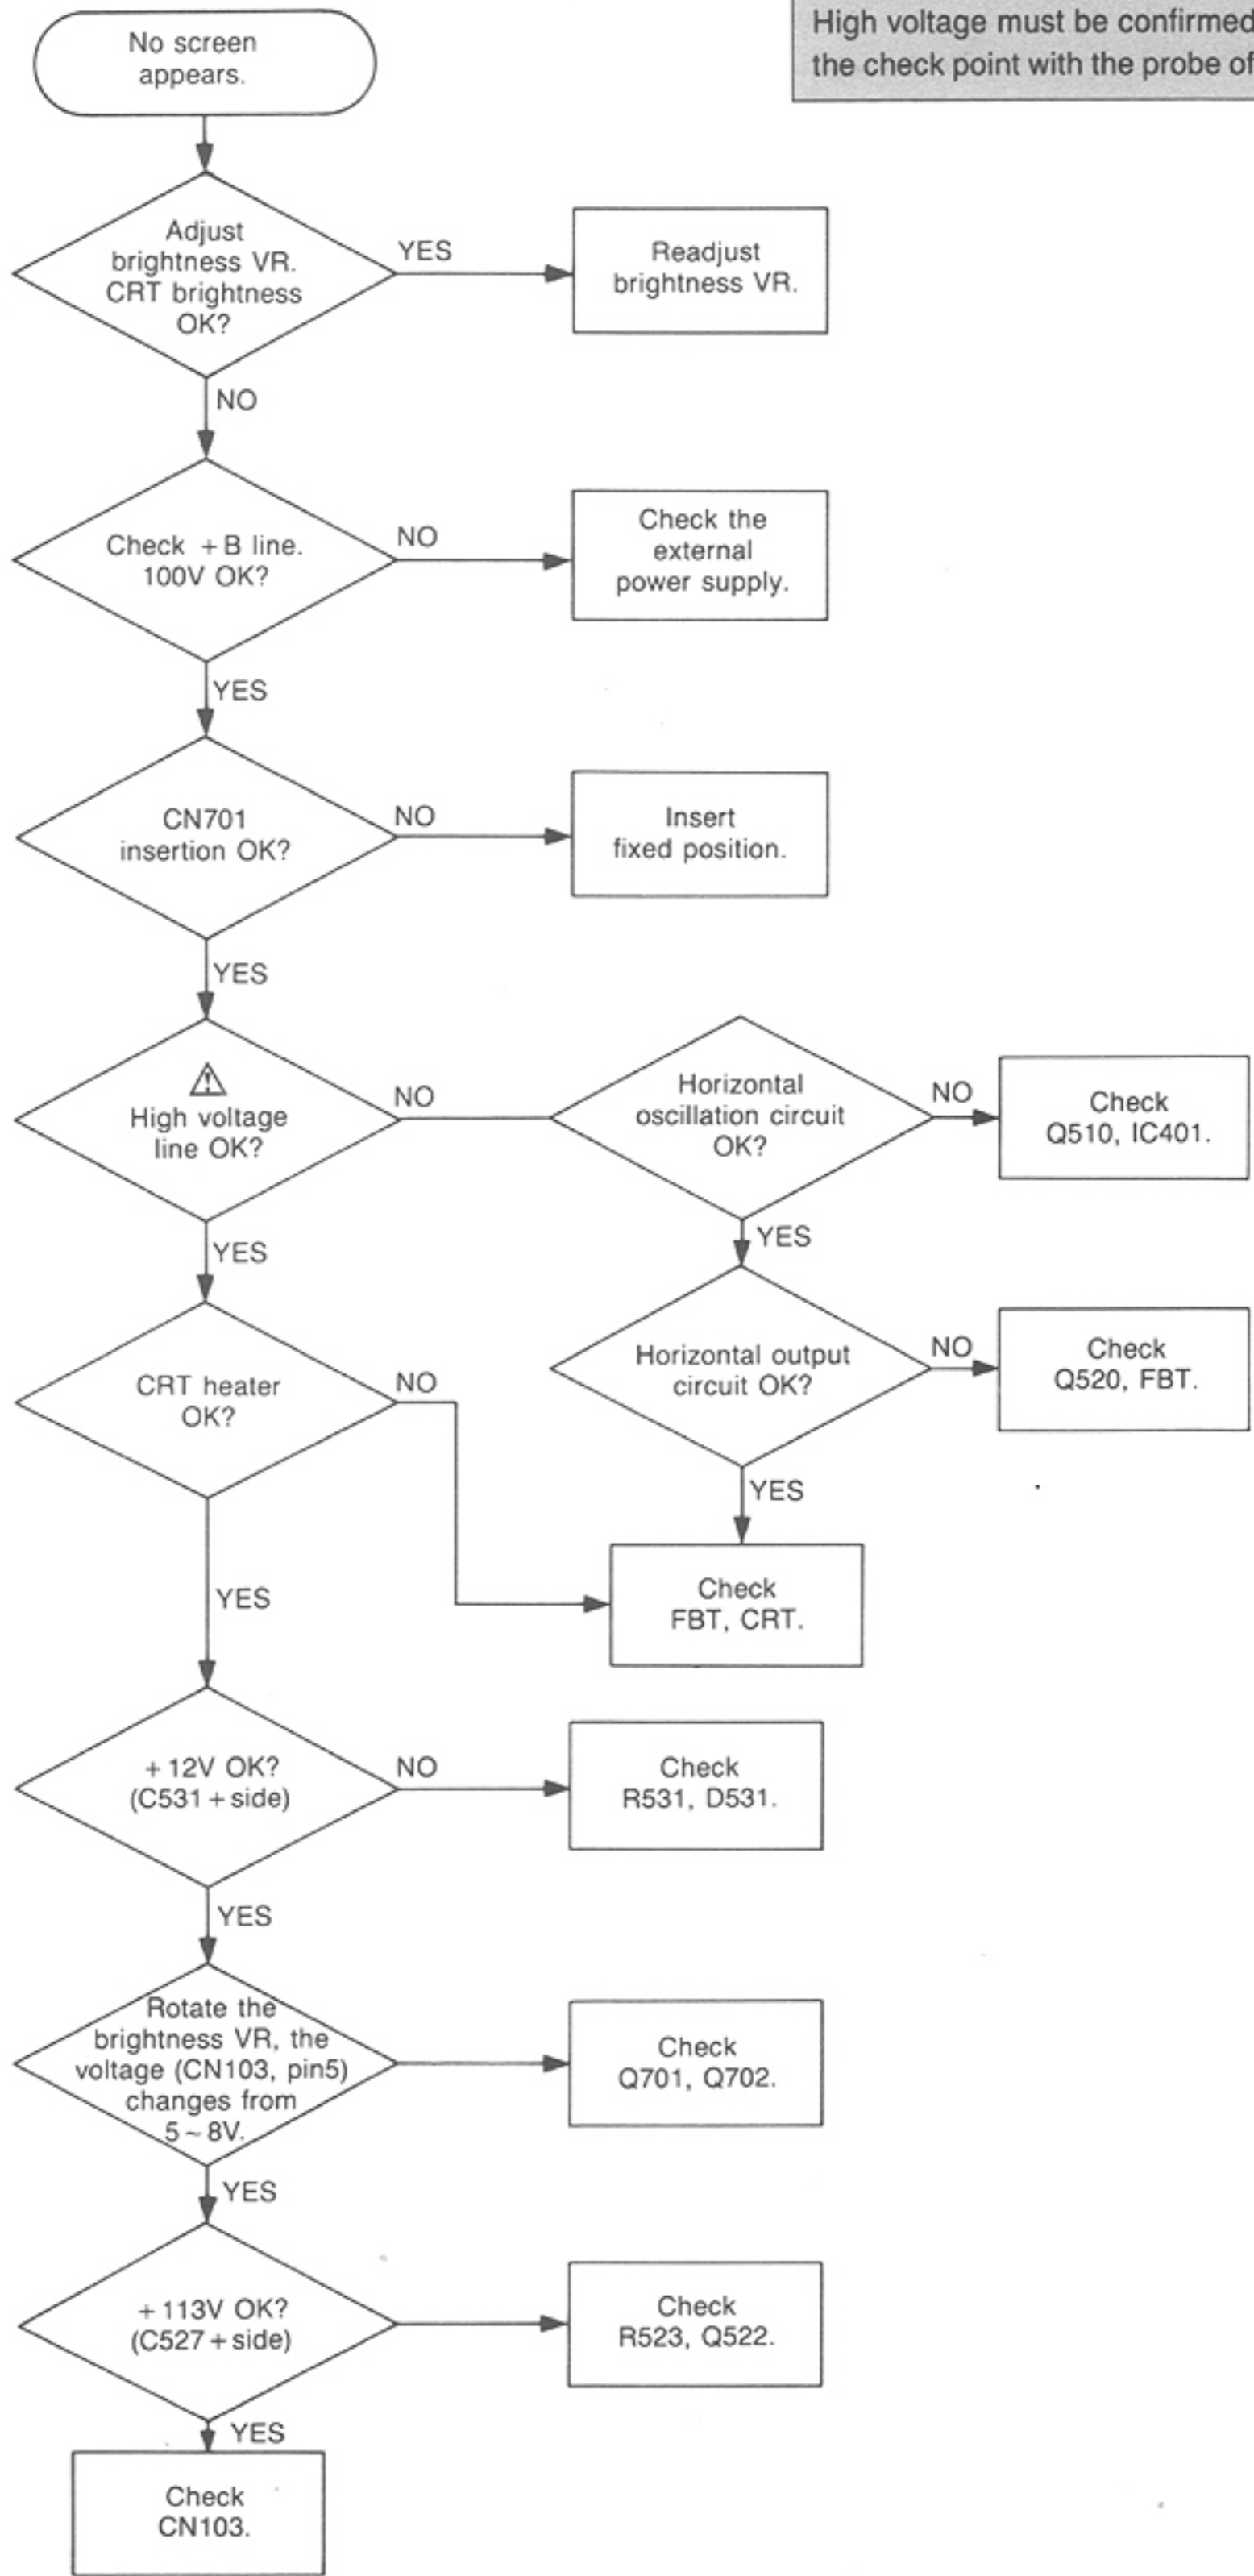 High voltage must be confirmed
the check point with the probe of
No screen
appears.
Adjust
brightness VR.
CRT brightness
OK?
YES
Readjust
brightness VR.
NO
Check +B line.
100V OK?
NO
Check the
external
power supply.
YES
CN701
insertion OK?
NO
Insert
fixed position.
YES
High voltage
line OK?
NO
Horizontal
oscillation circuit
OK?
NO
Check
Q510, IC401.
YES
YES
CRT heater
OK?
NO
Horizontal output
circuit OK?
NO
Check
Q520, FBT.
YES
YES
Check
FBT, CRT.
+12V OK?
(C531+side)
NO
Check
R531, D531.
YES
Rotate the
brightness VR, the
voltage (CN103, pin5)
changes from
5~8V.
Check
Q701, Q702.
YES
+113V OK?
(C527+side)
Check
R523, Q522.
YES
Check
CN103.